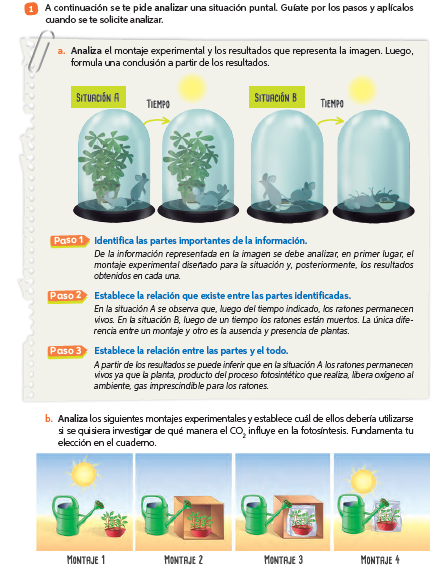 1 A continuación se te pide analizar una situación puntal. Guíate por los pasos y aplícalos
cuando se te solicite analizar.
a. Analiza el montaje experimental y los resultados que representa la imagen. Luego,
formula una conclusión a partir de los resultados.
SITUACIÓN A
TIEMPO
SITUACIÓN B
TIEMPO
Paso 1 Identifica las partes importantes de la información.
De la información representada en la imagen se debe analizar, en primer lugar, el
montaje experimental diseñado para la situación y, posteriormente, los resultados
obtenidos en cada una.
Paso 2 Establece la relación que existe entre las partes identificadas.
En la situación A se observa que, luego del tiempo indicado, los ratones permanecen
vivos. En la situación B, luego de un tiempo los ratones están muertos. La única dife-
rencia entre un montaje y otro es la ausencia y presencia de plantas.
Paso 3 Establece la relación entre las partes y el todo.
A partir de los resultados se puede inferir que en la situación A los ratones permanecen
vivos ya que la planta, producto del proceso fotosintético que realiza, libera oxígeno al
ambiente, gas imprescindible para los ratones.
b. Analiza los siguientes montajes experimentales y establece cuál de ellos debería utilizarse
si se quisiera investigar de qué manera el CO2 influye en la fotosíntesis. Fundamenta tu
elección en el cuaderno.
MONTAJE 1
MONTAJE 2
MONTAJE 3
MONTAJE 4